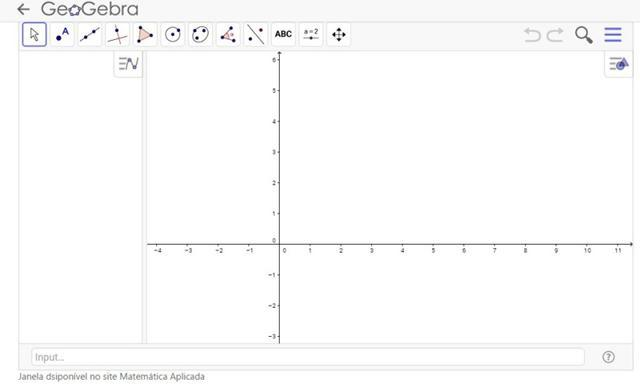 GeoGebra
ABC a=2
6
5
4
3
2
1
0
-4 -3 -2 -1 0 1 2 3 4 5 6 7 8 9 10 11
-1
-2
-3
Input... ?
Janela dsiponível no site Matemática Aplicada